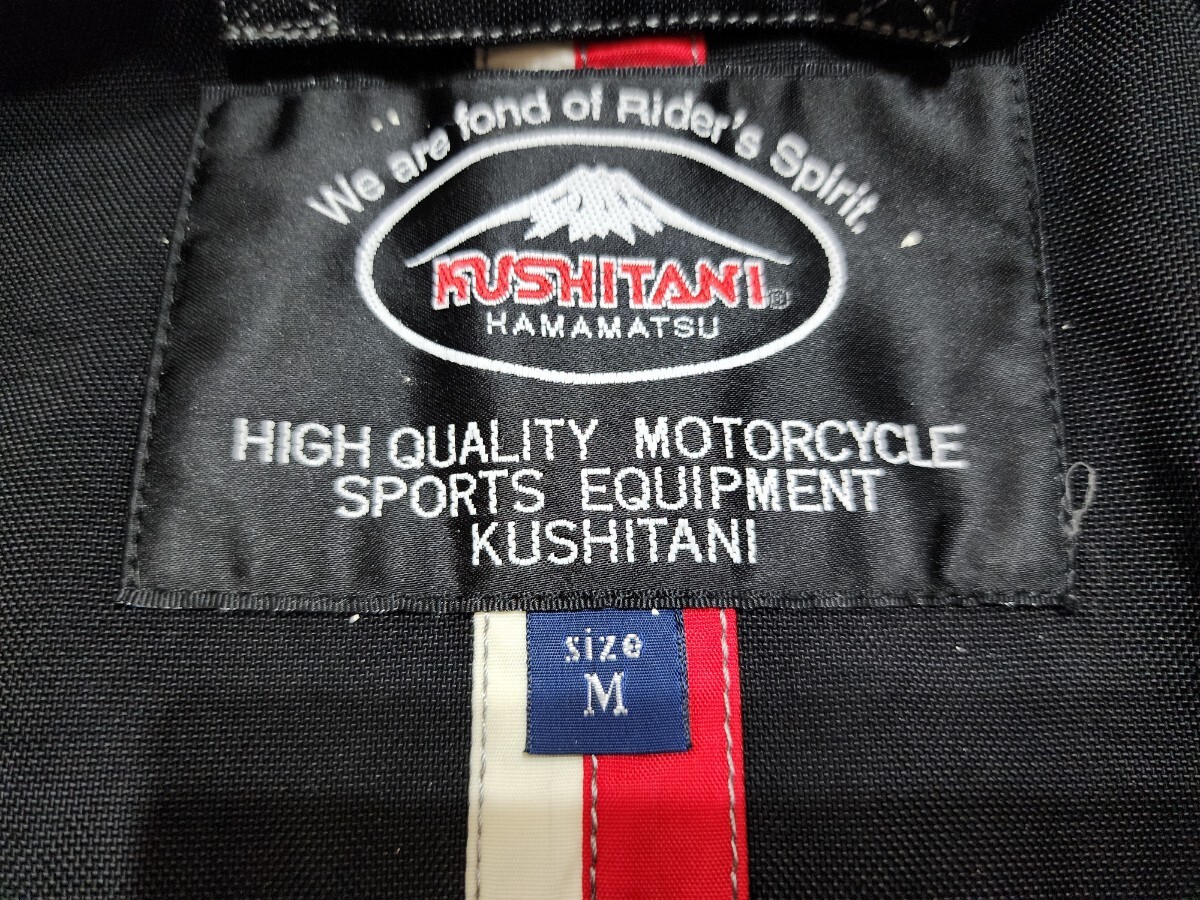 We are fond of Rider's Spirit.
KUSHITANI®
HAMAMATSU
HIGH QUALITY MOTORCYCLE
SPORTS EQUIPMENT
KUSHITANI
size
M